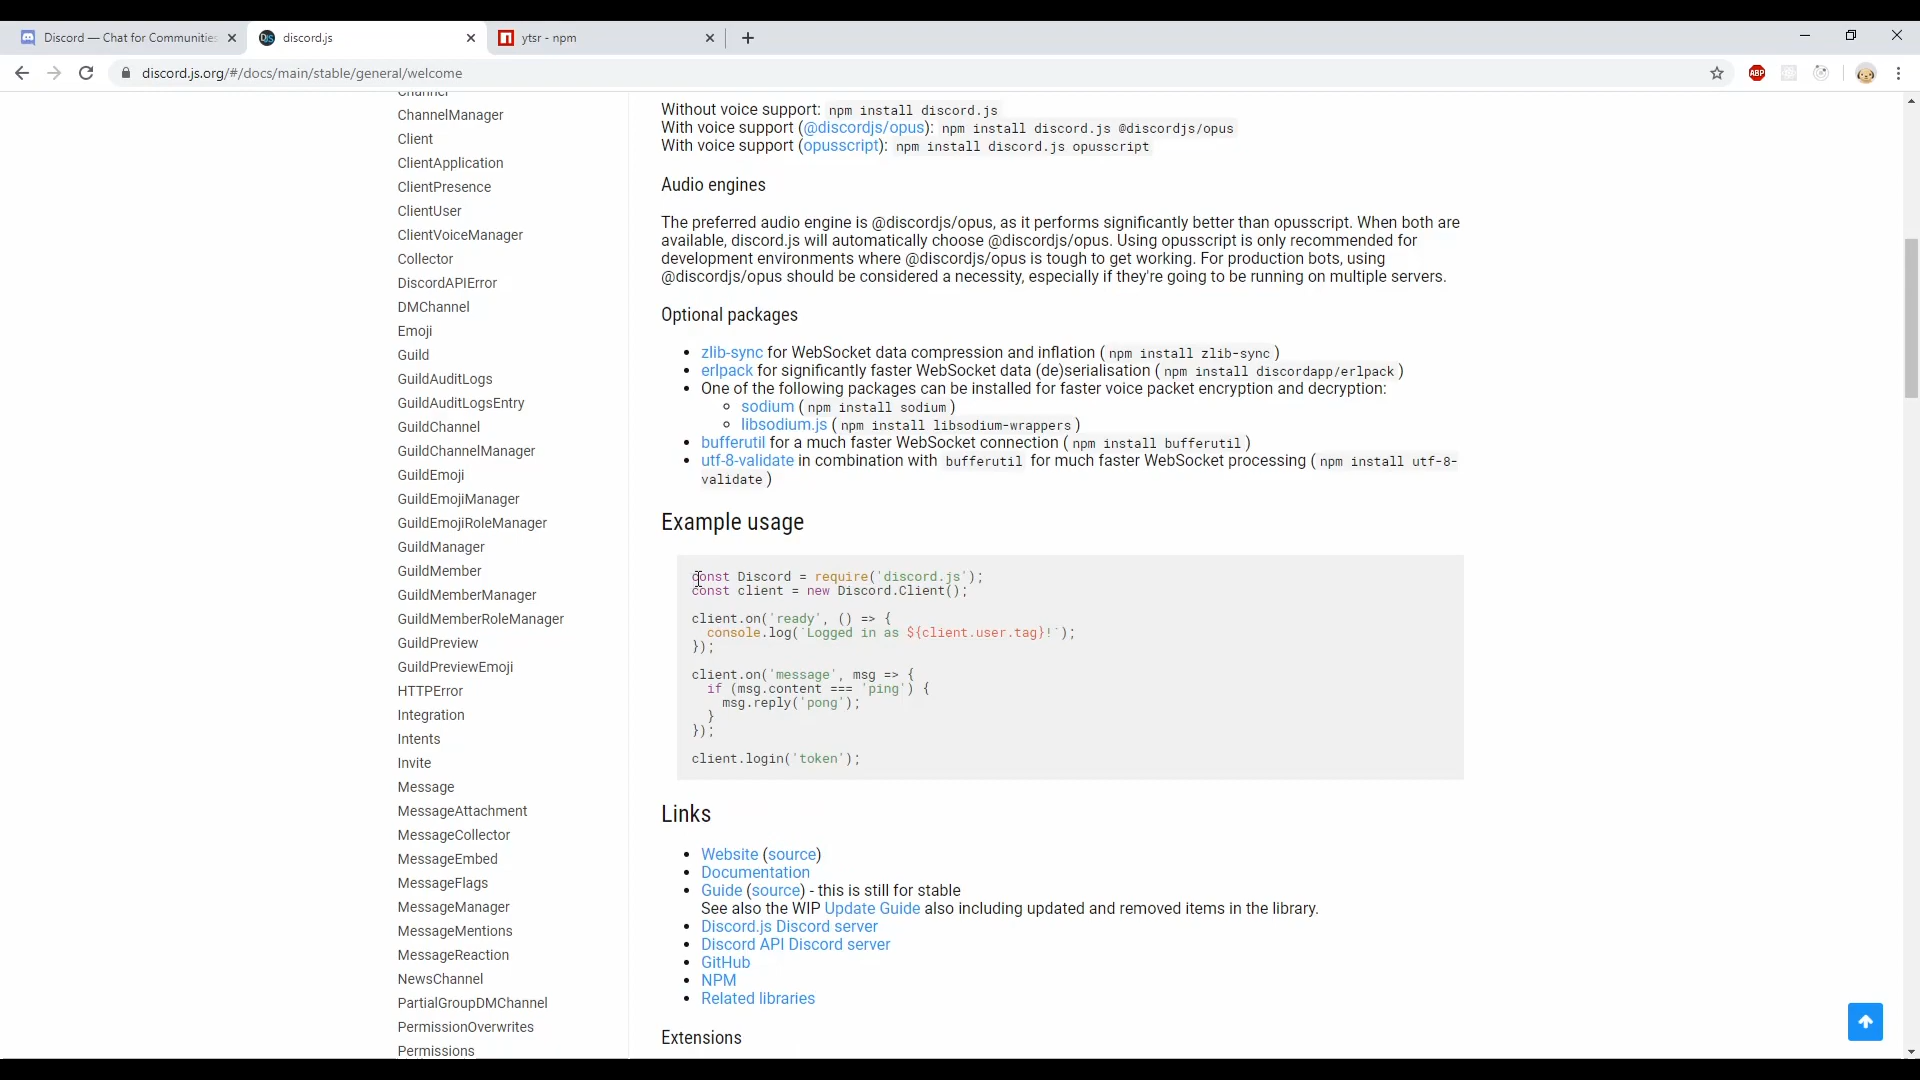 Discord — Chat for Communities
discord.js
ytsr - npm
discord.js.org/#/docs/main/stable/general/welcome
ABP
Channel
ChannelManager
Client
ClientApplication
ClientPresence
ClientUser
ClientVoiceManager
Collector
DiscordAPIError
DMChannel
Emoji
Guild
GuildAuditLogs
GuildAuditLogsEntry
GuildChannel
GuildChannelManager
GuildEmoji
GuildEmojiManager
GuildEmojiRoleManager
GuildManager
GuildMember
GuildMemberManager
GuildMemberRoleManager
GuildPreview
GuildPreviewEmoji
HTTPError
Integration
Intents
Invite
Message
MessageAttachment
MessageCollector
MessageEmbed
MessageFlags
MessageManager
MessageMentions
MessageReaction
NewsChannel
PartialGroupDMChannel
PermissionOverwrites
Permissions
Without voice support: npm install discord.js
With voice support (@discordjs/opus): npm install discord.js @discordjs/opus
With voice support (opusscript): npm install discord.js opusscript
Audio engines
The preferred audio engine is @discordjs/opus, as it performs significantly better than opusscript. When both are
available, discord.js will automatically choose @discordjs/opus. Using opusscript is only recommended for
development environments where @discordjs/opus is tough to get working. For production bots, using
@discordjs/opus should be considered a necessity, especially if they're going to be running on multiple servers.
Optional packages
• zlib-sync for WebSocket data compression and inflation ( npm install zlib-sync )
• erlpack for significantly faster WebSocket data (de)serialisation ( npm install discordapp/erlpack )
• One of the following packages can be installed for faster voice packet encryption and decryption:
◦ sodium ( npm install sodium )
◦ libsodium.js ( npm install libsodium-wrappers )
• bufferutil for a much faster WebSocket connection ( npm install bufferutil )
• utf-8-validate in combination with bufferutil for much faster WebSocket processing ( npm install utf-8-
validate )
Example usage
const Discord = require('discord.js');
const client = new Discord.Client();
client.on('ready', () => {
console.log(`Logged in as ${client.user.tag}!`);
});
client.on('message', msg => {
if (msg.content === 'ping') {
msg.reply('pong');
}
});
client.login('token');
Links
• Website (source)
• Documentation
• Guide (source) - this is still for stable
See also the WIP Update Guide also including updated and removed items in the library.
• Discord.js Discord server
• Discord API Discord server
• GitHub
• NPM
• Related libraries
Extensions